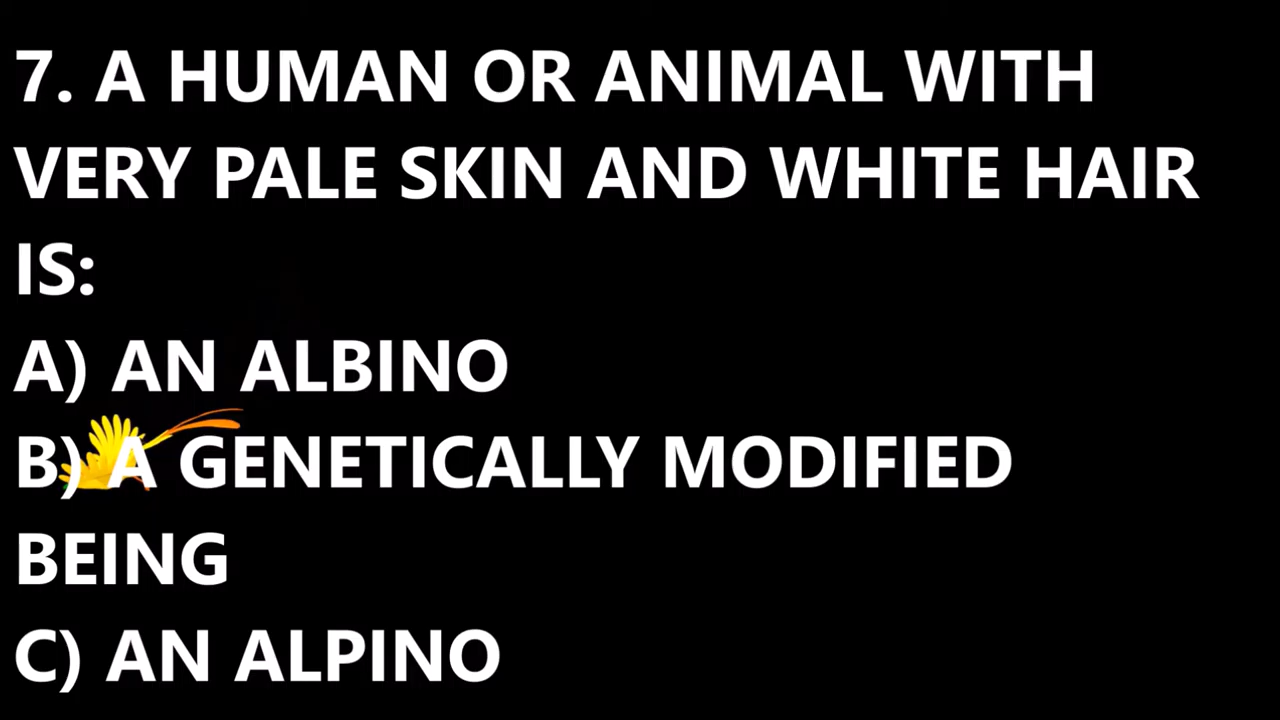 7. A HUMAN OR ANIMAL WITH
VERY PALE SKIN AND WHITE HAIR
IS:
A) AN ALBINO
B) A GENETICALLY MODIFIED
BEING
C) AN ALPINO